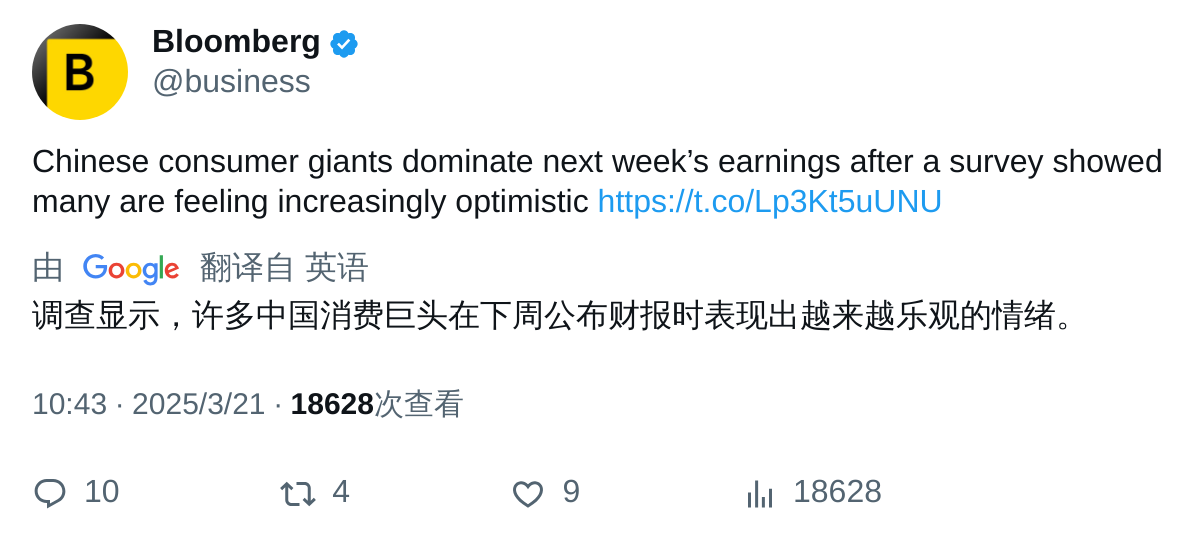 B
Bloomberg
@business
Chinese consumer giants dominate next week’s earnings after a survey showed
many are feeling increasingly optimistic https://t.co/Lp3Kt5uUNU
由 Google 翻译自 英语
调查显示，许多中国消费巨头在下周公布财报时表现出越来越乐观的情绪。
10:43 · 2025/3/21 · 18628次查看
10 4 9 18628